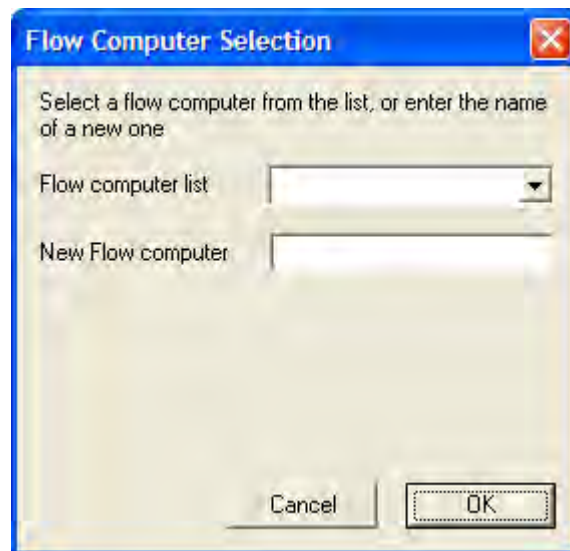 Flow Computer Selection
Select a flow computer from the list, or enter the name
of a new one
Flow computer list
New Flow computer
Cancel
OK